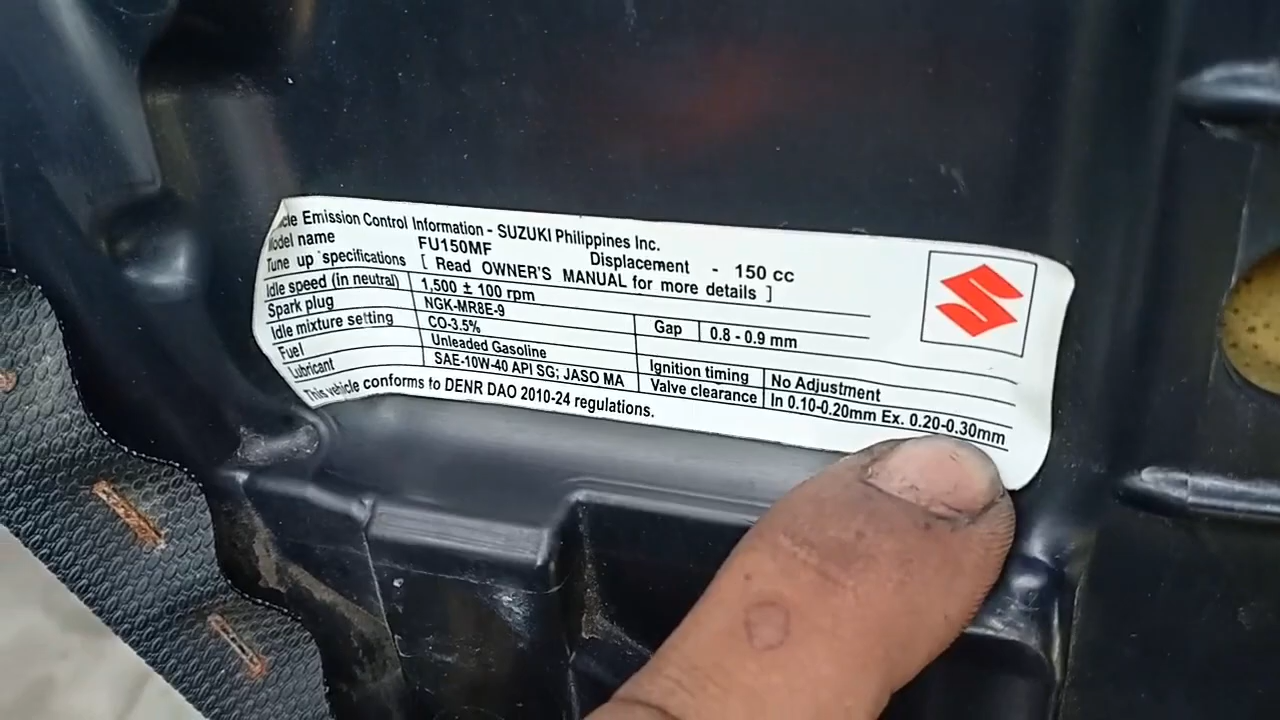 cle Emission Control Information - SUZUKI Philippines Inc.
Model name FU150MF Displacement - 150 cc
Tune up specifications [ Read OWNER'S MANUAL for more details ]
Idle speed (in neutral) 1,500 ± 100 rpm
Spark plug NGK-MR8E-9 Gap 0.8 - 0.9 mm
Idle mixture setting CO-3.5%
Fuel Unleaded Gasoline Ignition timing No Adjustment
Lubricant SAE-10W-40 API SG; JASO MA Valve clearance In 0.10-0.20mm Ex. 0.20-0.30mm
This vehicle conforms to DENR DAO 2010-24 regulations.